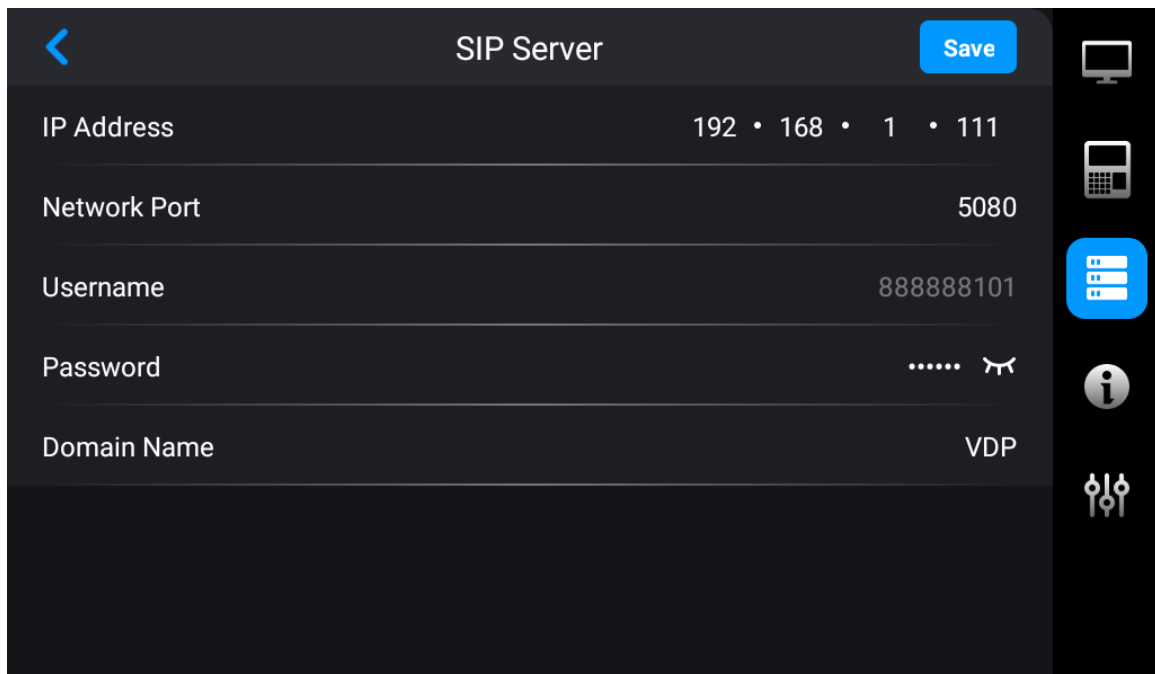 SIP Server Save
IP Address 192 • 168 • 1 • 111
Network Port 5080
Username 888888101
Password ••••••
Domain Name VDP